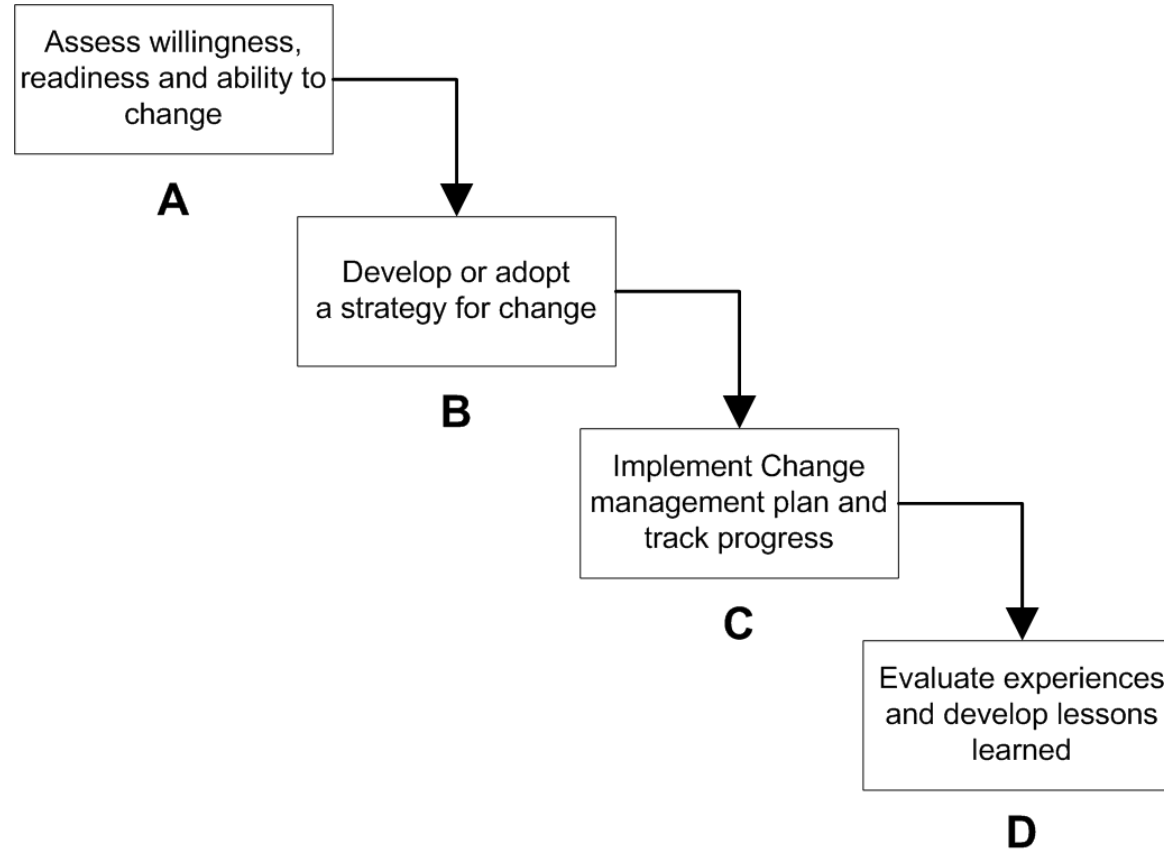 Assess willingness,
readiness and ability to
change
A
Develop or adopt
a strategy for change
B
Implement Change
management plan and
track progress
C
Evaluate experiences
and develop lessons
learned
D